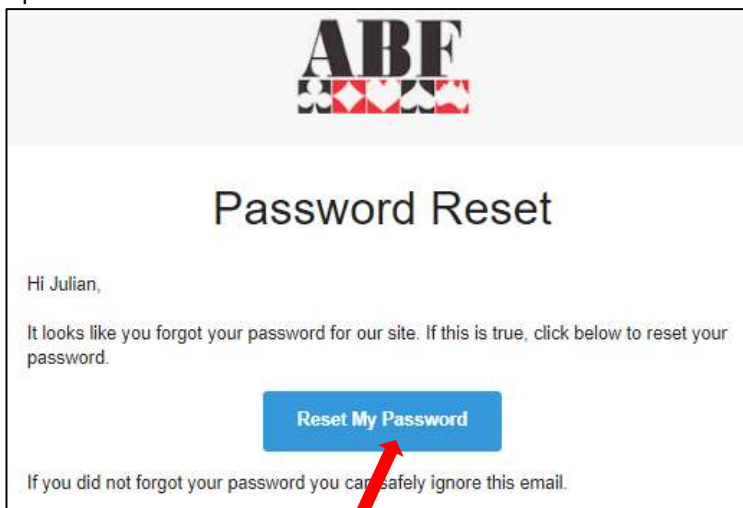 ABF
Password Reset
Hi Julian,
It looks like you forgot your password for our site. If this is true, click below to reset your
password.
Reset My Password
If you did not forgot your password you can safely ignore this email.